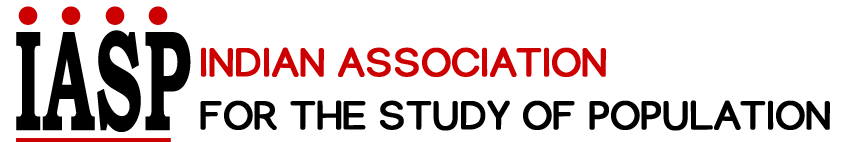 IASP
INDIAN ASSOCIATION
FOR THE STUDY OF POPULATION